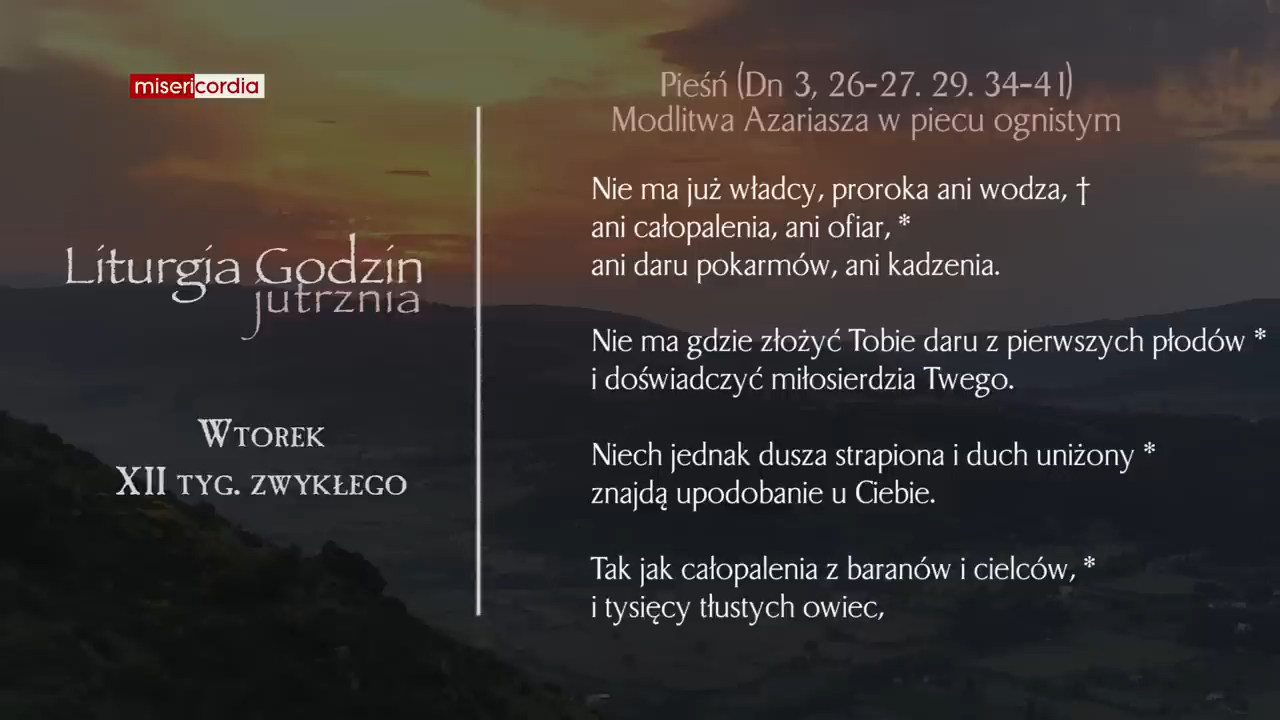 misericordia
Liturgia Godzin
jutrznia
Wtorek
XII tyg. zwykłego
Pieśń (Dn 3, 26-27. 29. 34-41)
Modlitwa Azariasza w piecu ognistym
Nie ma już władcy, proroka ani wodza, †
ani całopalenia, ani ofiar, *
ani daru pokarmów, ani kadzenia.
Nie ma gdzie złożyć Tobie daru z pierwszych płodów *
i doświadczyć miłosierdzia Twego.
Niech jednak dusza strapiona i duch uniżony *
znajdą upodobanie u Ciebie.
Tak jak całopalenia z baranów i cielców, *
i tysięcy tłustych owiec,